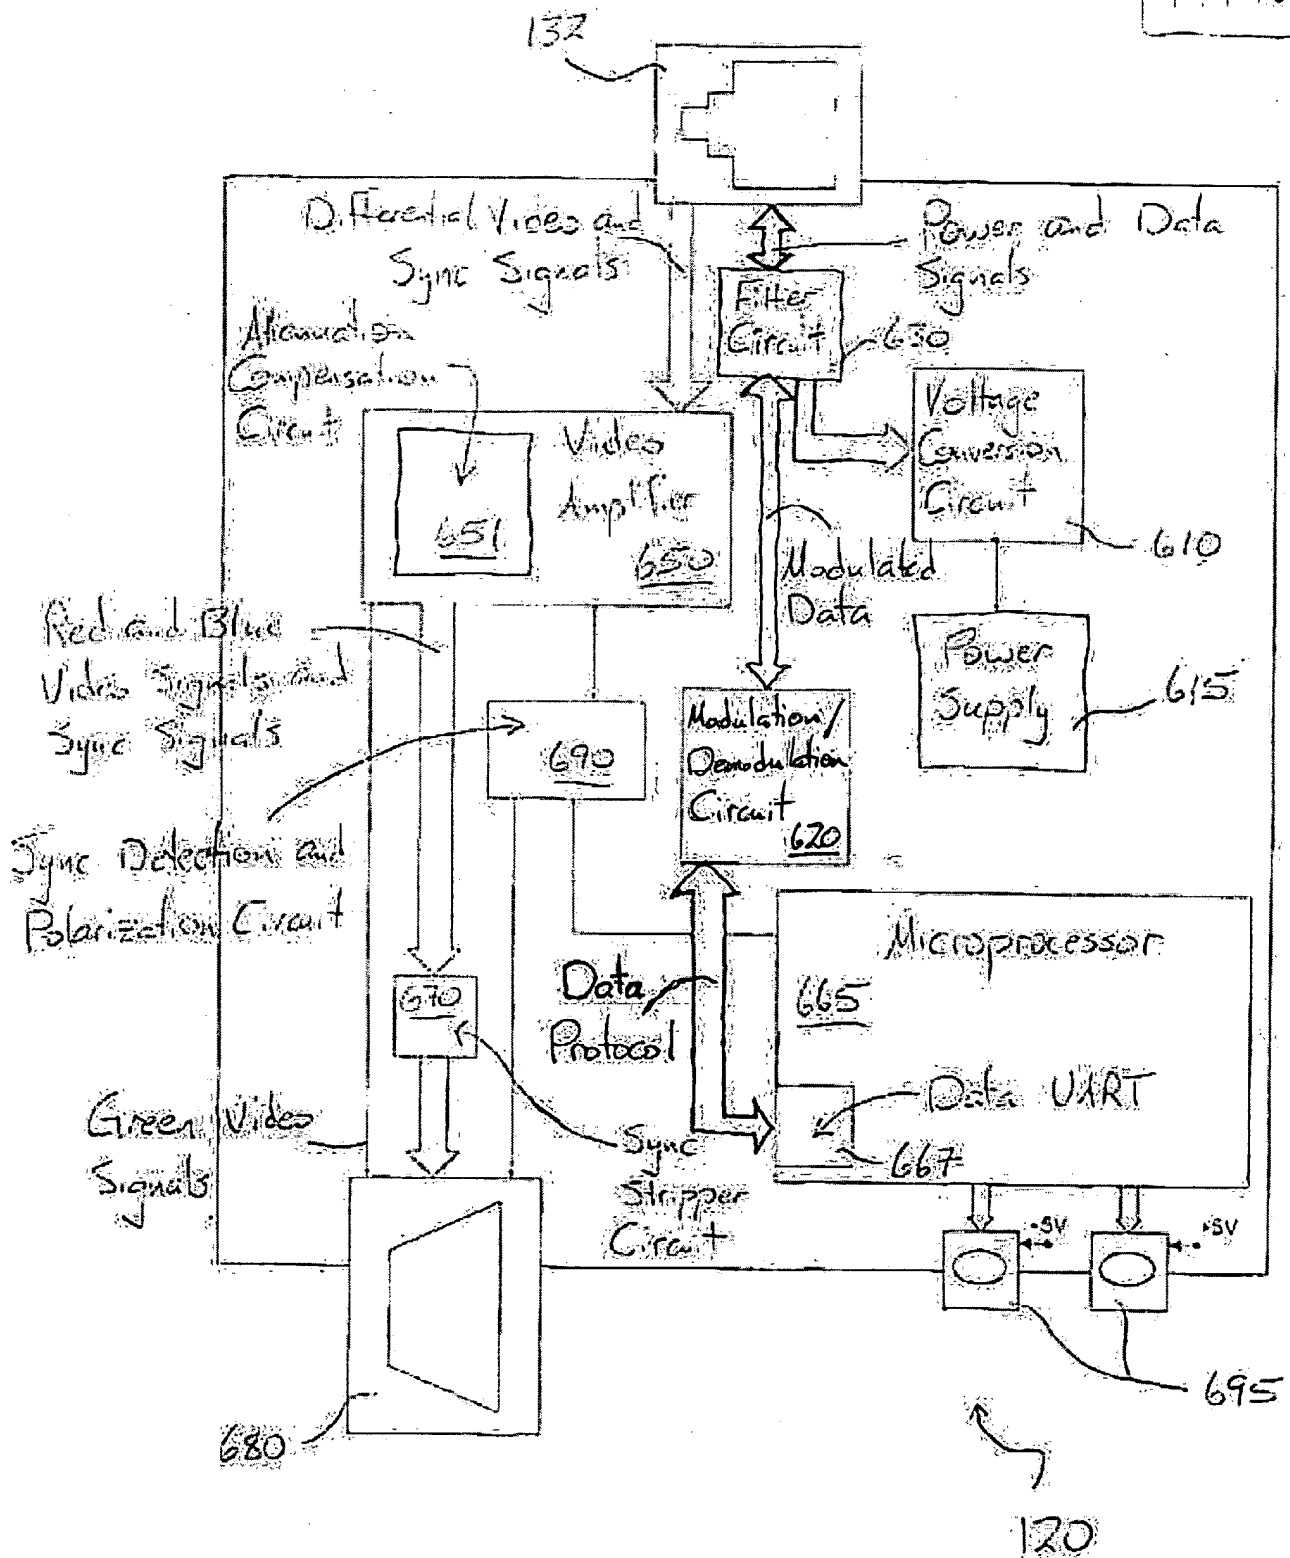 132
Differential Video and
Sync Signals
Power and Data
Signals
Filter
Circuit
630
Attenuation
Compensation
Circuit
651
Video
Amplifier
650
Voltage
Conversion
Circuit
610
Modulated
Data
Red and Blue
Video Signals and
Sync Signals
Power
Supply
615
690
Modulation/
Demodulation
Circuit
620
Sync Detection and
Polarization Circuit
Microprocessor
665
670
Data
Protocol
Data UART
667
Green Video
Signals
Sync
Stripper
Circuit
5V
5V
680
695
120